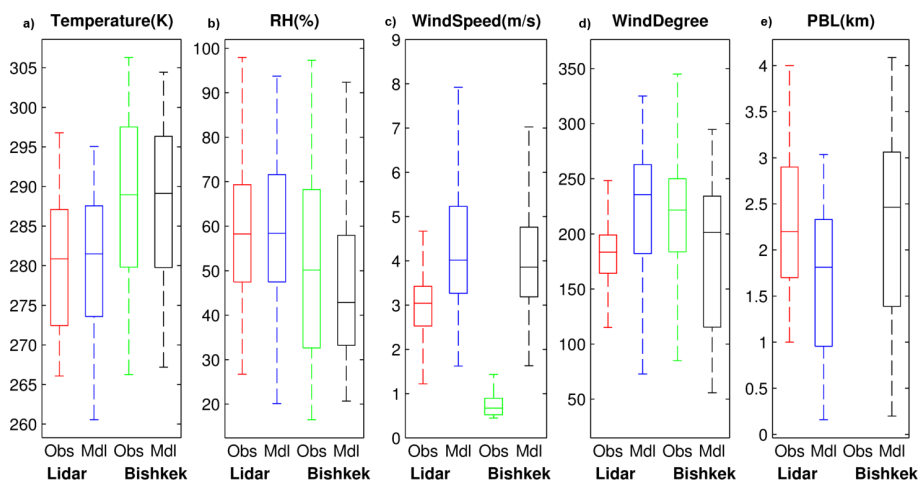 a) Temperature(K) b) RH(%) c) WindSpeed(m/s) d) WindDegree e) PBL(km)
305 100 9 350 4
300 90 8 300 3.5
295 80 7 250 3
290 70 6 200 2.5
285 60 5 150 2
280 50 4 100 1.5
275 40 3 50 1
270 30 2 0.5
265 20 1 0
260 0
Obs Mdl Obs Mdl Obs Mdl Obs Mdl Obs Mdl Obs Mdl Obs Mdl Obs Mdl Obs Mdl Obs Mdl
Lidar Bishkek Lidar Bishkek Lidar Bishkek Lidar Bishkek Lidar Bishkek